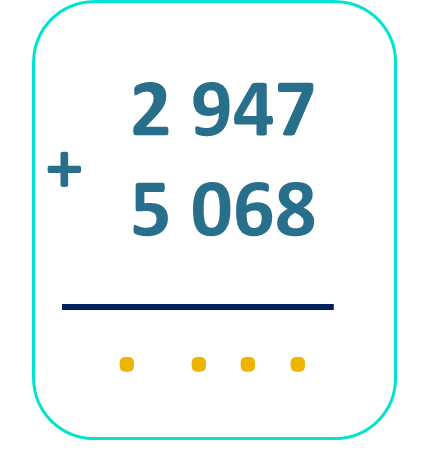 2 947
+
5 068
. . . .